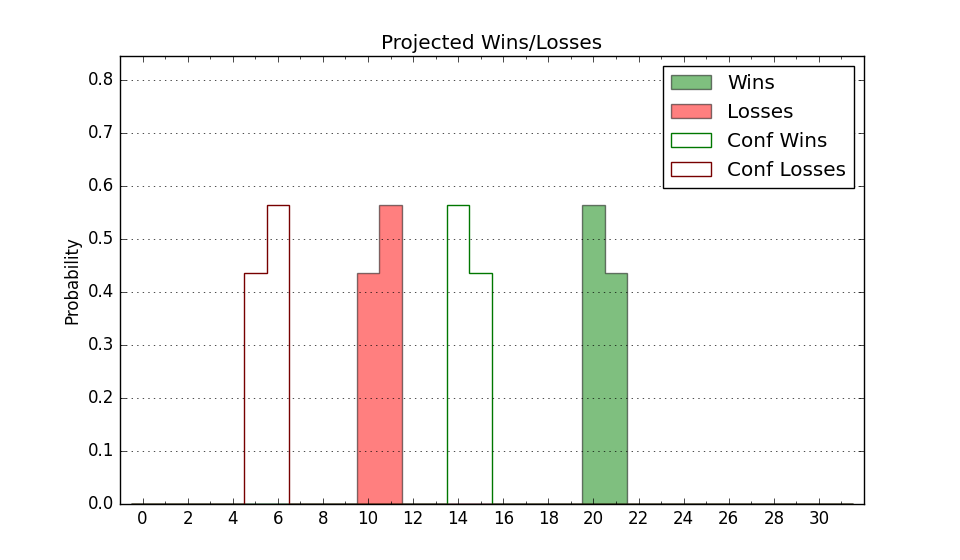 Projected Wins/Losses
Wins
Losses
Conf Wins
Conf Losses
Probability
0.8
0.7
0.6
0.5
0.4
0.3
0.2
0.1
0.0
0 2 4 6 8 10 12 14 16 18 20 22 24 26 28 30